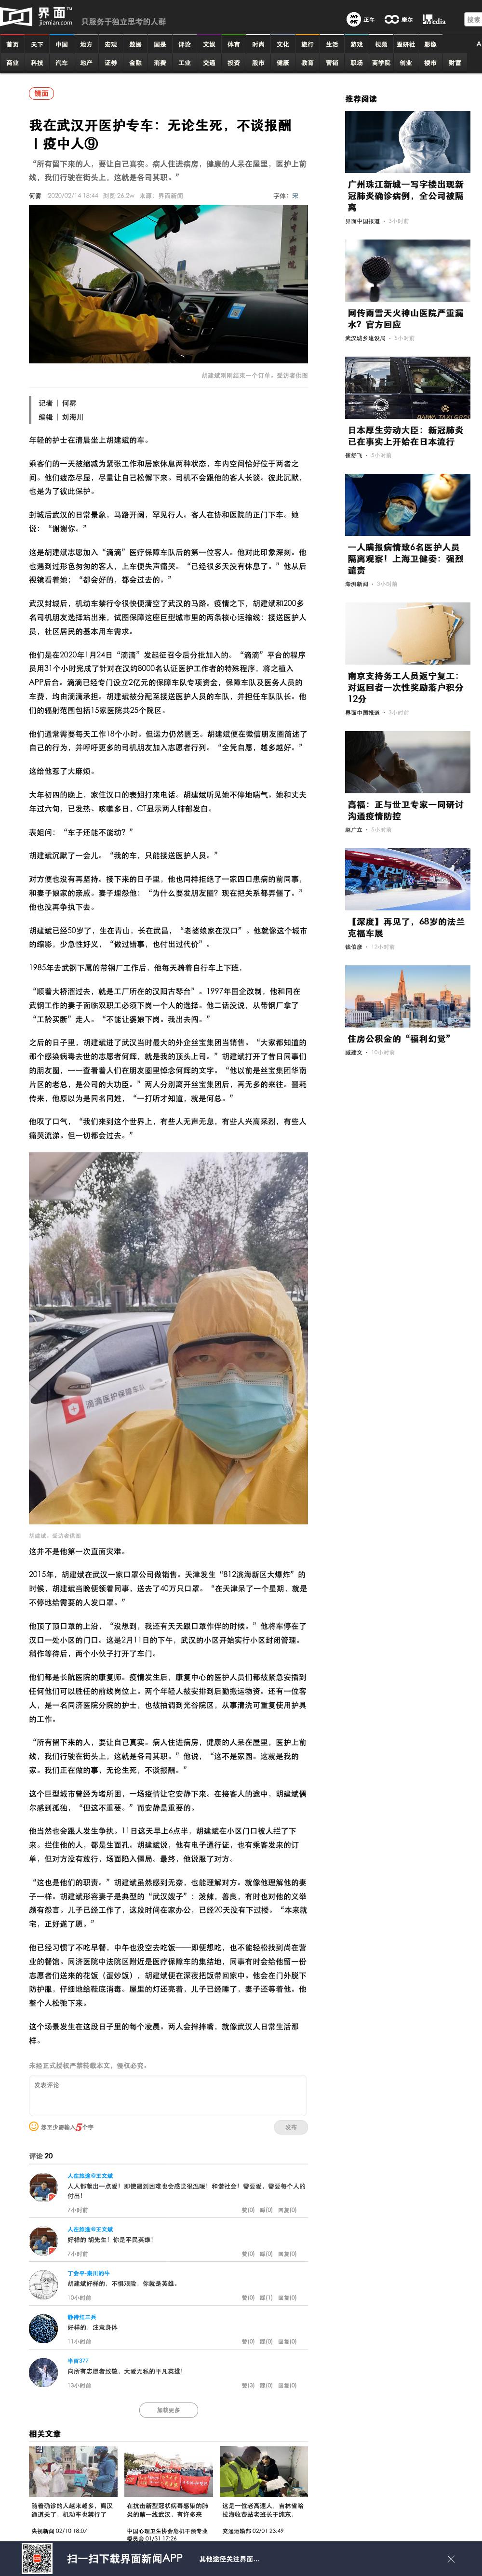 界面™
jiemian.com
只服务于独立思考的人群
正午
摩尔
JMedia
搜索
首页 天下 中国 地方 宏观 数据 国是 评论 文娱 体育 时尚 文化 旅行 生活 游戏 视频 歪研社 影像
商业 科技 汽车 地产 证券 金融 消费 工业 交通 投资 股市 健康 教育 营销 职场 商学院 创业 楼市 财富
镜面
我在武汉开医护专车：无论生死，不谈报酬
丨疫中人⑨
“所有留下来的人，要让自己真实。病人住进病房，健康的人呆在屋里，医护上前
线，我们行驶在街头上，这就是各司其职。”
何雾 2020/02/14 18:44 浏览 26.2w 来源：界面新闻
字体：宋
胡建斌刚刚结束一个订单。受访者供图
记者 | 何雾
编辑 | 刘海川
年轻的护士在清晨坐上胡建斌的车。
乘客们的一天被缩减为紧张工作和居家休息两种状态，车内空间恰好位于两者之
间。他们疲态尽显，尽量让自己松懈下来。司机不会跟他的客人长谈。彼此沉默，
也是为了彼此保护。
封城后武汉的日常景象，马路开阔，罕见行人。客人在协和医院的正门下车。她
说：“谢谢你。”
这是胡建斌志愿加入“滴滴”医疗保障车队后的第一位客人。他对此印象深刻。他
也遇到过形色匆匆的客人，上车便失声痛哭。“已经很多天没有休息了。”他从后
视镜看着她；“都会好的，都会过去的。”
武汉封城后，机动车禁行令很快便清空了武汉的马路。疫情之下，胡建斌和200多
名司机朋友选择站出来，试图保障这座巨型城市里的两条核心运输线：接送医护人
员，社区居民的基本用车需求。
他们是在2020年1月24日“滴滴”发起征召令后分批加入的。“滴滴”平台的程序
员用31个小时完成了针对在汉约8000名认证医护工作者的特殊程序，将之植入
APP后台。滴滴已经专门设立2亿元的保障车队专项资金，保障车队及医务人员的
车费，均由滴滴承担。胡建斌被分配至接送医护人员的车队，并担任车队队长。他
们的辐射范围包括15家医院共25个院区。
他们通常需要每天工作18个小时。但运力仍然匮乏。胡建斌便在微信朋友圈简述了
自己的行为，并呼吁更多的司机朋友加入志愿者行列。“全凭自愿，越多越好。”
这给他惹了大麻烦。
大年初四的晚上，家住汉口的表姐打来电话。胡建斌听见她不停地喘气。她和丈夫
年过六旬，已发热、咳嗽多日，CT显示两人肺部发白。
表姐问：“车子还能不能动？”
胡建斌沉默了一会儿。“我的车，只能接送医护人员。”
对方便也没有再坚持。接下来的日子里，他也同样拒绝了一家四口患病的前同事，
和妻子娘家的亲戚。妻子埋怨他：“为什么要发朋友圈？现在把关系都弄僵了。”
他也没再争执下去。
胡建斌已经50岁了，生在青山，长在武昌，“老婆娘家在汉口”。他就像这个城市
的缩影，少急性好义，“做过错事，也付出过代价”。
1985年去武钢下属的带钢厂工作后，他每天骑着自行车上下班，
“顺着大桥溜过去，就是工厂所在的汉阳古琴台”。1997年国企改制，他和同在
武钢工作的妻子面临双职工必须下岗一个人的选择。他二话没说，从带钢厂拿了
“工龄买断”走人。“不能让婆娘下岗。我出去闯。”
之后的日子里，胡建斌进了武汉当时最大的外企丝宝集团当销售。“大家都知道的
那个感染病毒去世的志愿者何辉，就是我的顶头上司。”胡建斌打开了昔日同事们
的朋友圈，一一查看着人们在朋友圈里悼念何辉的文字。“他以前是丝宝集团华南
片区的老总，是公司的大功臣。”两人分别离开丝宝集团后，再无多的来往。噩耗
传来，他原以为是同名同姓，“一打听才知道，就是何总。”
他叹了口气，“我们来到这个世界上，有些人无声无息，有些人兴高采烈，有些人
痛哭流涕。但一切都会过去。”
滴滴医护保障车队
胡建斌。受访者供图
这并不是他第一次直面灾难。
2015年，胡建斌在武汉一家口罩公司做销售。天津发生“812滨海新区大爆炸”的
时候，胡建斌当晚便领着同事，送去了40万只口罩。“在天津呆了一个星期，就是
不停地给需要的人发口罩。”
他顶了顶口罩的上沿，“没想到，我还有天天跟口罩作伴的时候。”他将车停在了
汉口一处小区的门口。这是2月11日的下午，武汉的小区开始实行小区封闭管理。
稍作等待后，两个小伙子打开了车门。
他们都是长航医院的康复师。疫情发生后，康复中心的医护人员们都被紧急安插到
任何他们可以胜任的前线岗位上。两个年轻人被安排到后勤搬运物资。还有一位客
人，是一名同济医院分院的护士，也被抽调到光谷院区，从事清洗可重复使用护具
的工作。
“所有留下来的人，要让自己真实。病人住进病房，健康的人呆在屋里，医护上前
线，我们行驶在街头上，这就是各司其职。”他说，“这不是家园。这就是我的
家。我们正在做的事，无论生死，不谈报酬。”
这个巨型城市曾经为堵所困，一场疫情让它安静下来。在接客人的途中，胡建斌偶
尔感到孤独，“但这不重要。”而安静是重要的。
他当然也会跟人发生争执。11日这天早上6点半，胡建斌在小区门口被人拦了下
来。拦住他的人，都是生面孔。胡建斌说，他有电子通行证，也有乘客发来的订
单，但对方没有放行，场面陷入僵局。最终，他说服了对方。
“这也是他们的职责。”胡建斌虽然感到无奈，也能理解对方。就像他理解他的妻
子一样。胡建斌形容妻子是典型的“武汉嫂子”：泼辣，善良，有时也对他的义举
颇有怨言。儿子已经工作了，这段时间在家办公，已经20天没有下过楼。“本来就
宅，正好遂了愿。”
他已经习惯了不吃早餐，中午也没空去吃饭——即便想吃，也不能轻松找到尚在营
业的餐馆。同济医院中法院区附近是医疗保障车的集结地，同事有时会给他留一份
志愿者们送来的花饭（蛋炒饭），胡建斌便在深夜把饭带回家中。他会在门外脱下
防护服，仔细地给鞋底消毒。屋里的灯还亮着，儿子已经睡了，妻子还等着他。他
整个人松弛下来。
这个场景发生在这段日子里的每个凌晨。两人会拌拌嘴，就像武汉人日常生活那
样。
未经正式授权严禁转载本文，侵权必究。
发表评论
您至少需输入5个字
发布
评论 20
人在旅途@王文斌
人人都献出一点爱！即使遇到困难也会感觉很温暖！和谐社会！需要爱，需要每个人的
付出！
7小时前 赞(0) 踩(0) 回复(0)
人在旅途@王文斌
好样的 胡先生！你是平民英雄！
7小时前 赞(0) 踩(0) 回复(0)
丁会平-秦川的牛
胡建斌好样的，不惧艰险，你就是英雄。
10小时前 赞(0) 踩(1) 回复(0)
静待红三兵
好样的，注意身体
11小时前 赞(0) 踩(0) 回复(0)
半百377
向所有志愿者致敬，大爱无私的平凡英雄！
13小时前 赞(3) 踩(0) 回复(0)
加载更多
相关文章
随着确诊的人越来越多，离汉
通道关了，机动车也禁行了
央视新闻 02/10 18:07
在抗击新型冠状病毒感染的肺
炎的第一线武汉，有许多来
中国心理卫生协会危机干预专业
委员会 01/31 17:26
这是一位老高速人，吉林省哈
拉海收费站老班长于纯东，
交通运输部 02/01 23:49
推荐阅读
广州珠江新城一写字楼出现新
冠肺炎确诊病例，全公司被隔
离
界面中国报道 · 3小时前
网传雨雪天火神山医院严重漏
水？官方回应
武汉城乡建设局 · 5小时前
TOKYO 2020
DAIWA TAXI GROUP
日本厚生劳动大臣：新冠肺炎
已在事实上开始在日本流行
崔舒飞 · 5小时前
一人瞒报病情致6名医护人员
隔离观察！上海卫健委：强烈
谴责
澎湃新闻 · 3小时前
南京支持务工人员返宁复工：
对返回者一次性奖励落户积分
12分
界面中国报道 · 3小时前
高福：正与世卫专家一同研讨
沟通疫情防控
赵广立 · 5小时前
【深度】再见了，68岁的法兰
克福车展
钱伯彦 · 12小时前
住房公积金的“福利幻觉”
臧建文 · 10小时前
扫一扫下载界面新闻APP
其他途径关注界面…